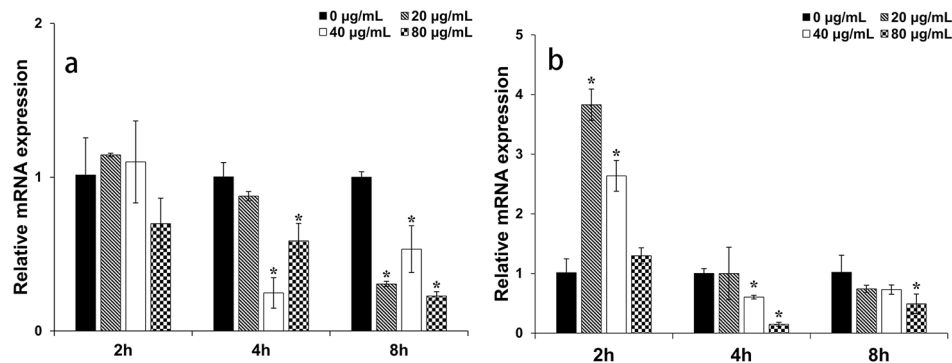 0 µg/mL 20 µg/mL
40 µg/mL 80 µg/mL
a
Relative mRNA expression
2
1
0
* * * * *
2h 4h 8h
0 µg/mL 20 µg/mL
40 µg/mL 80 µg/mL
b
Relative mRNA expression
5
4
3
2
1
0
* * * * *
2h 4h 8h